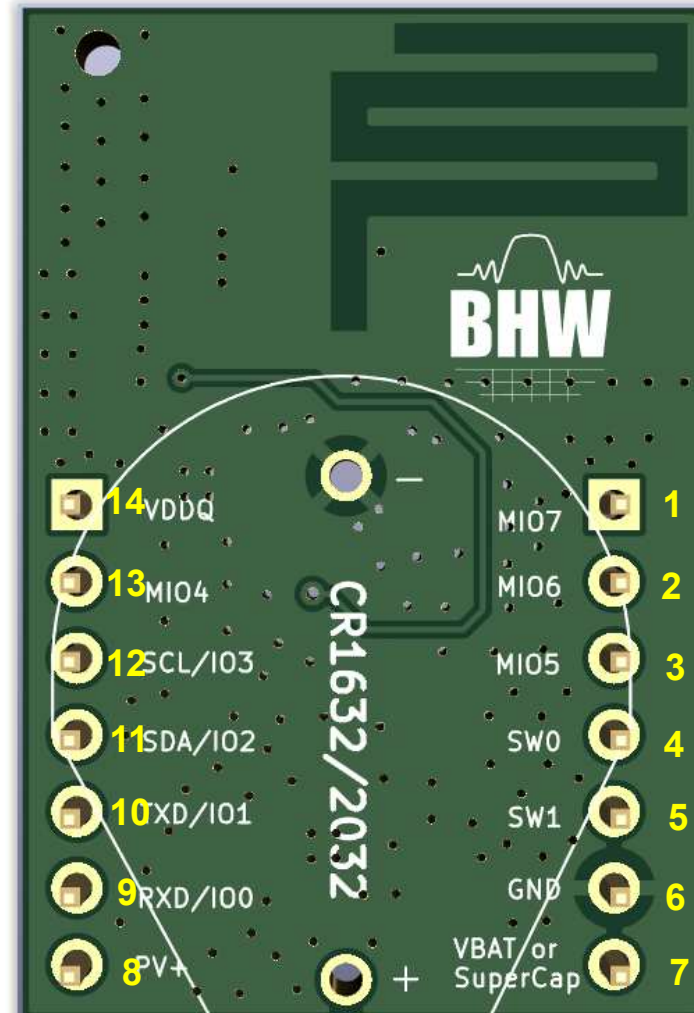 BHW
14 VDDQ
MIO7 1
13 MIO4
MIO6 2
12 SCL/IO3
MIO5 3
11 SDA/IO2
SW0 4
10 TXD/IO1
SW1 5
9 RXD/IO0
GND 6
8 PV+
VBAT or
SuperCap 7
−
CR1632/2032
+